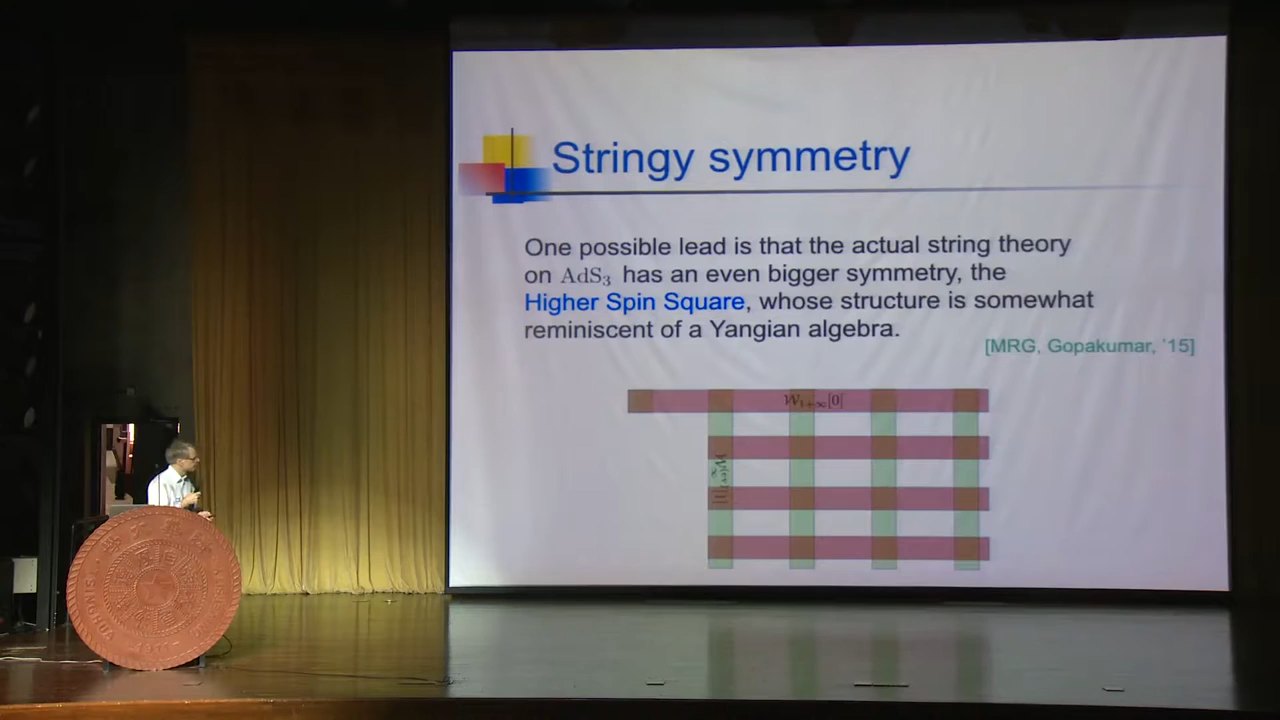 Stringy symmetry
One possible lead is that the actual string theory
on AdS₃ has an even bigger symmetry, the
Higher Spin Square, whose structure is somewhat
reminiscent of a Yangian algebra.
[MRG, Gopakumar, '15]
𝒲₁₊∞[0]
1911